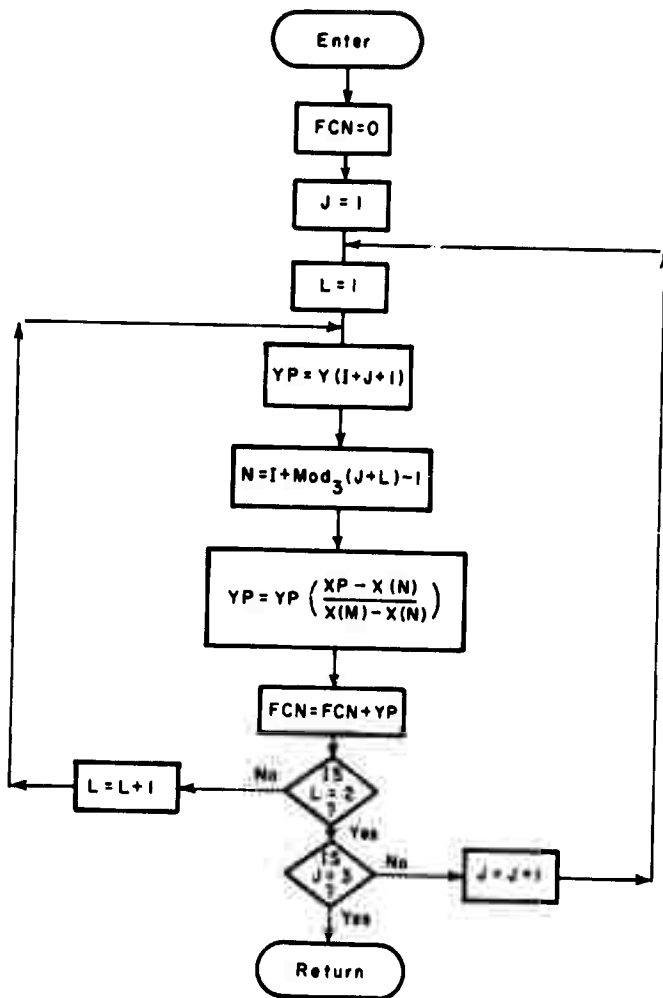 Enter
FCN=0
J = 1
L = 1
YP = Y(I+J+1)
N=I+Mod3(J+L)-1
YP = YP ( XP - X(N) / X(M) - X(N) )
FCN=FCN+YP
IS
L = 2
?
No
L = L+1
Yes
IS
J = 3
?
No
J = J+1
Yes
Return